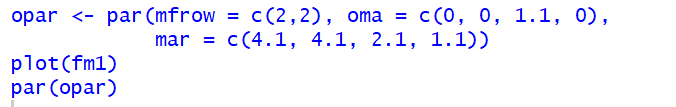 opar <- par(mfrow = c(2,2), oma = c(0, 0, 1.1, 0),
            mar = c(4.1, 4.1, 2.1, 1.1))
plot(fm1)
par(opar)